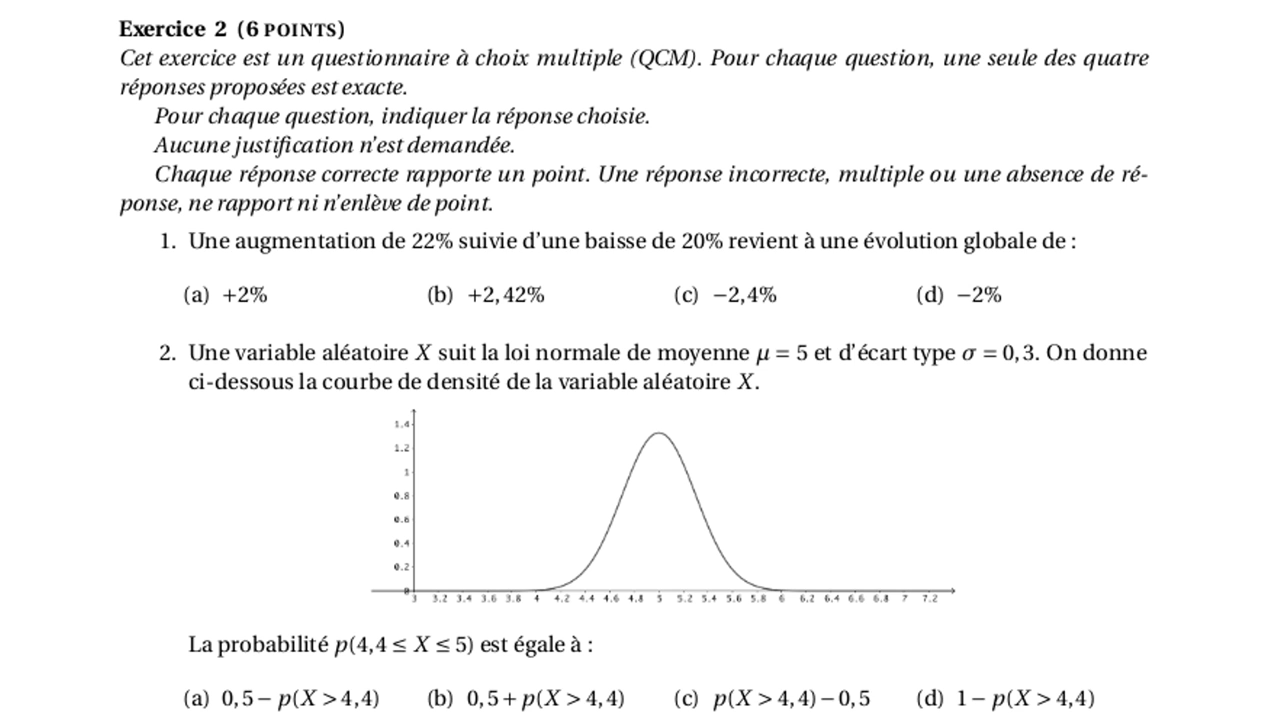 Exercice 2 (6 POINTS)
Cet exercice est un questionnaire à choix multiple (QCM). Pour chaque question, une seule des quatre
réponses proposées est exacte.
Pour chaque question, indiquer la réponse choisie.
Aucune justification n'est demandée.
Chaque réponse correcte rapporte un point. Une réponse incorrecte, multiple ou une absence de ré-
ponse, ne rapport ni n'enlève de point.
1. Une augmentation de 22% suivie d'une baisse de 20% revient à une évolution globale de :
(a) +2% (b) +2,42% (c) −2,4% (d) −2%
2. Une variable aléatoire X suit la loi normale de moyenne μ = 5 et d'écart type σ = 0,3. On donne
ci-dessous la courbe de densité de la variable aléatoire X.
1.4
1.2
1
0.8
0.6
0.4
0.2
0
3 3.2 3.4 3.6 3.8 4 4.2 4.4 4.6 4.8 5 5.2 5.4 5.6 5.8 6 6.2 6.4 6.6 6.8 7 7.2
La probabilité p(4,4 ≤ X ≤ 5) est égale à :
(a) 0,5 − p(X > 4,4) (b) 0,5 + p(X > 4,4) (c) p(X > 4,4) − 0,5 (d) 1 − p(X > 4,4)